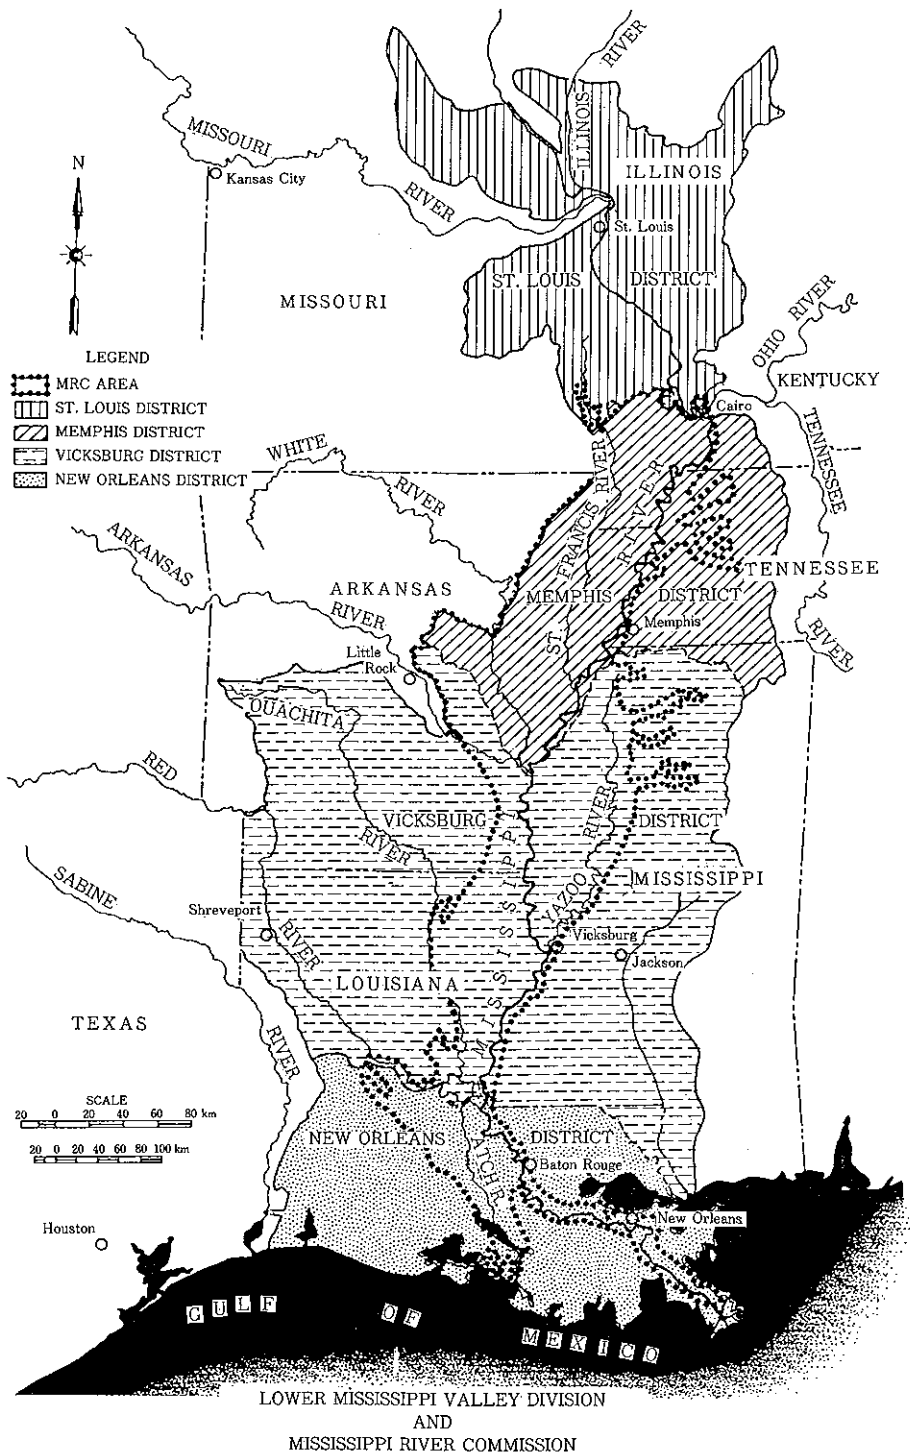 ILLINOIS RIVER
MISSOURI
RIVER
Kansas City
N
ILLINOIS
St. Louis
ST. LOUIS DISTRICT
MISSOURI
OHIO RIVER
KENTUCKY
LEGEND
MRC AREA
ST. LOUIS DISTRICT
MEMPHIS DISTRICT
VICKSBURG DISTRICT
NEW ORLEANS DISTRICT
Cairo
TENNESSEE
RIVER
WHITE
RIVER
ST. FRANCIS RIVER
RIVER
ARKANSAS
RIVER
ARKANSAS
TENNESSEE
MEMPHIS DISTRICT
Memphis
Little
Rock
OUACHITA
RIVER
RED
RIVER
VICKSBURG DISTRICT
MISSISSIPPI
MISSISSIPPI
YAZOO RIVER
MISSISSIPPI
SABINE
RIVER
Shreveport
Vicksburg
Jackson
LOUISIANA
TEXAS
SCALE
20 0 20 40 60 80 km
20 0 20 40 60 80 100 km
NEW ORLEANS DISTRICT
ATCH R
Baton Rouge
New Orleans
Houston
GULF OF MEXICO
LOWER MISSISSIPPI VALLEY DIVISION
AND
MISSISSIPPI RIVER COMMISSION